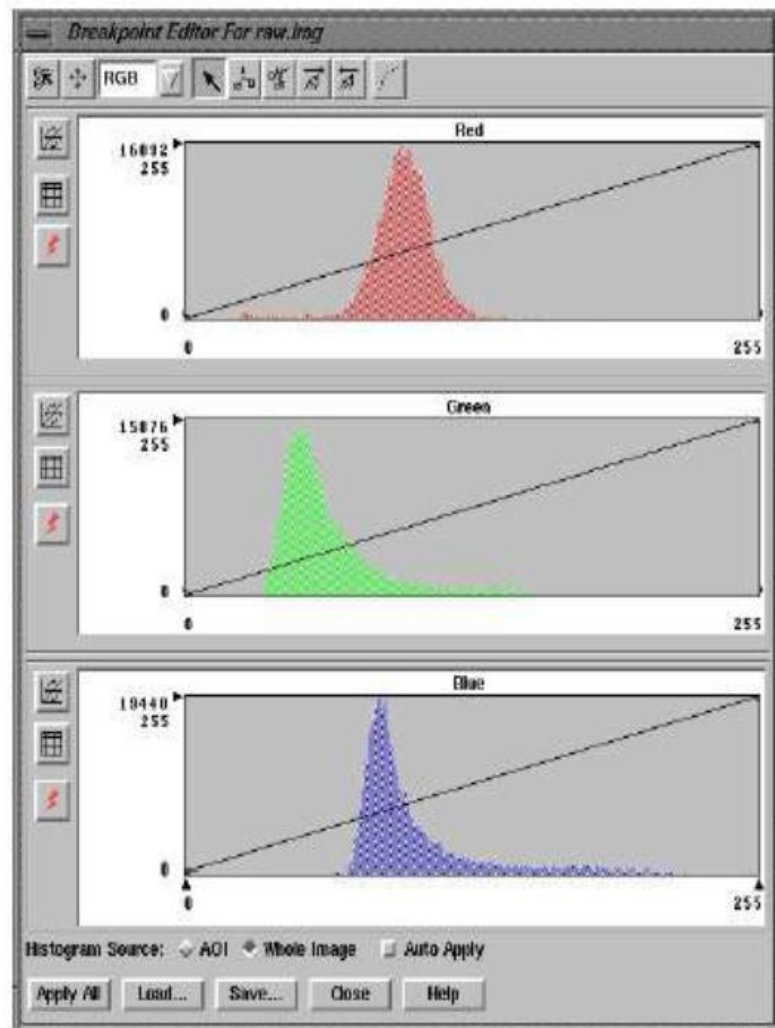 Breakpoint Editor For raw.img
RGB
Red
16892
255
0
0 255
Green
15876
255
0
0 255
Blue
19440
255
0
0 255
Histogram Source: AOI Whole Image Auto Apply
Apply All Load... Save... Close Help